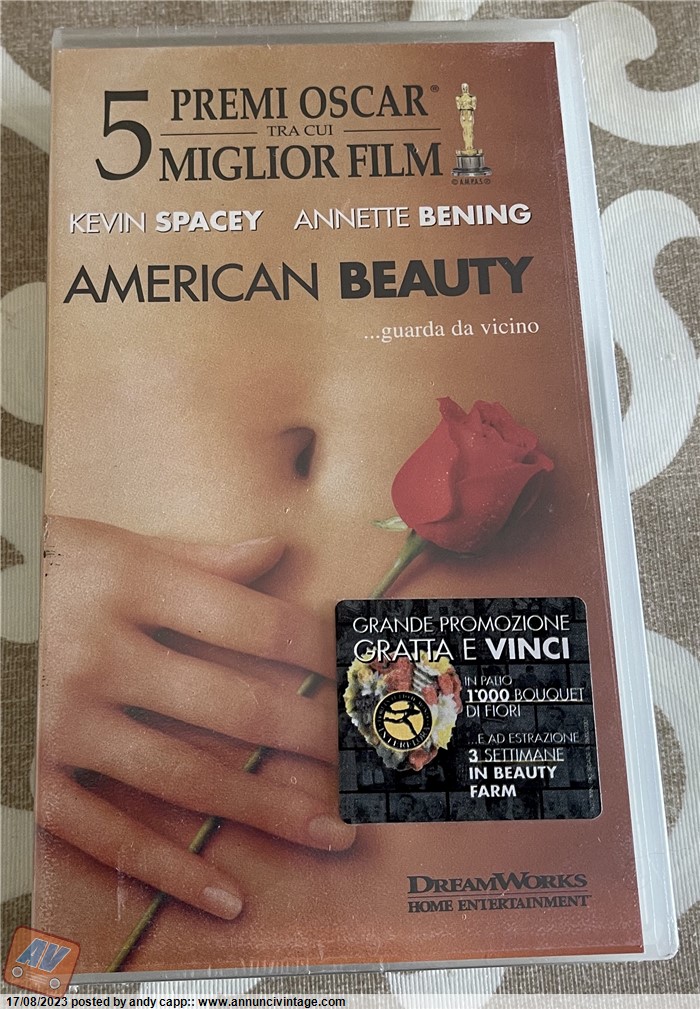 5 PREMI OSCAR®
TRA CUI
MIGLIOR FILM
© A.M.P.A.S.®
KEVIN SPACEY ANNETTE BENING
AMERICAN BEAUTY
...guarda da vicino
GRANDE PROMOZIONE
GRATTA E VINCI
IN PALIO
1'000 BOUQUET
DI FIORI
INTERFLORA
...E AD ESTRAZIONE
3 SETTIMANE
IN BEAUTY
FARM
DREAMWORKS
HOME ENTERTAINMENT
AV
17/08/2023 posted by andy capp:: www.annuncivintage.com